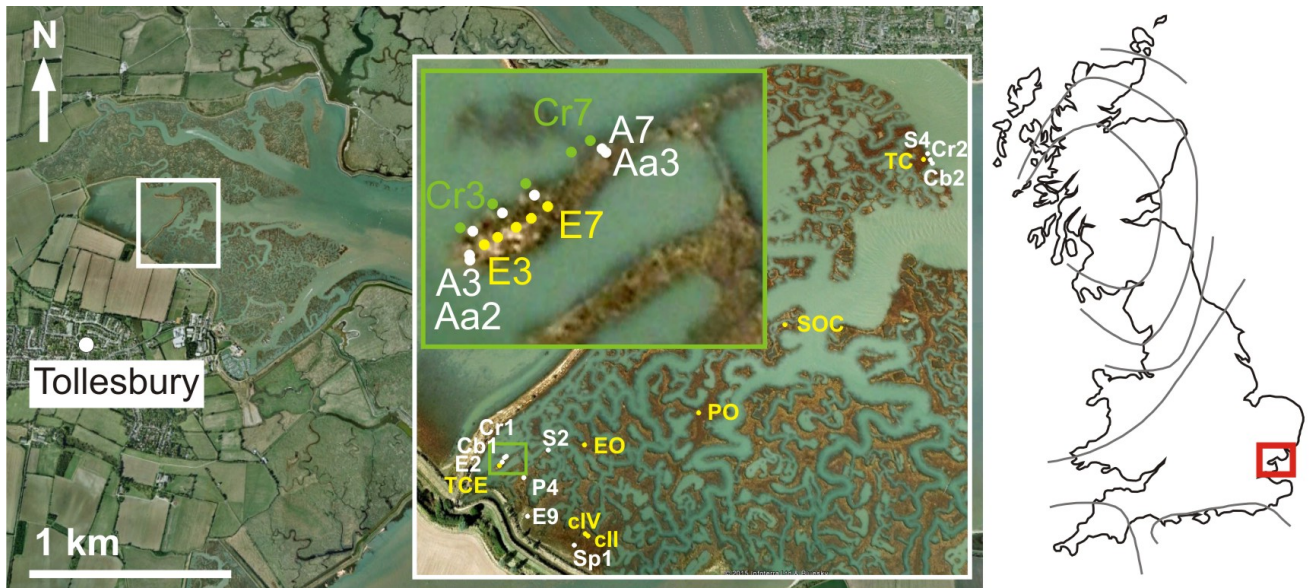 N
Tollesbury
1 km
Cr7
A7
Aa3
Cr3
E7
E3
A3
Aa2
S4
Cr2
TC
Cb2
SOC
PO
Cr1
S2
EO
Cb1
E2
TCE
P4
E9
cIV
cII
Sp1